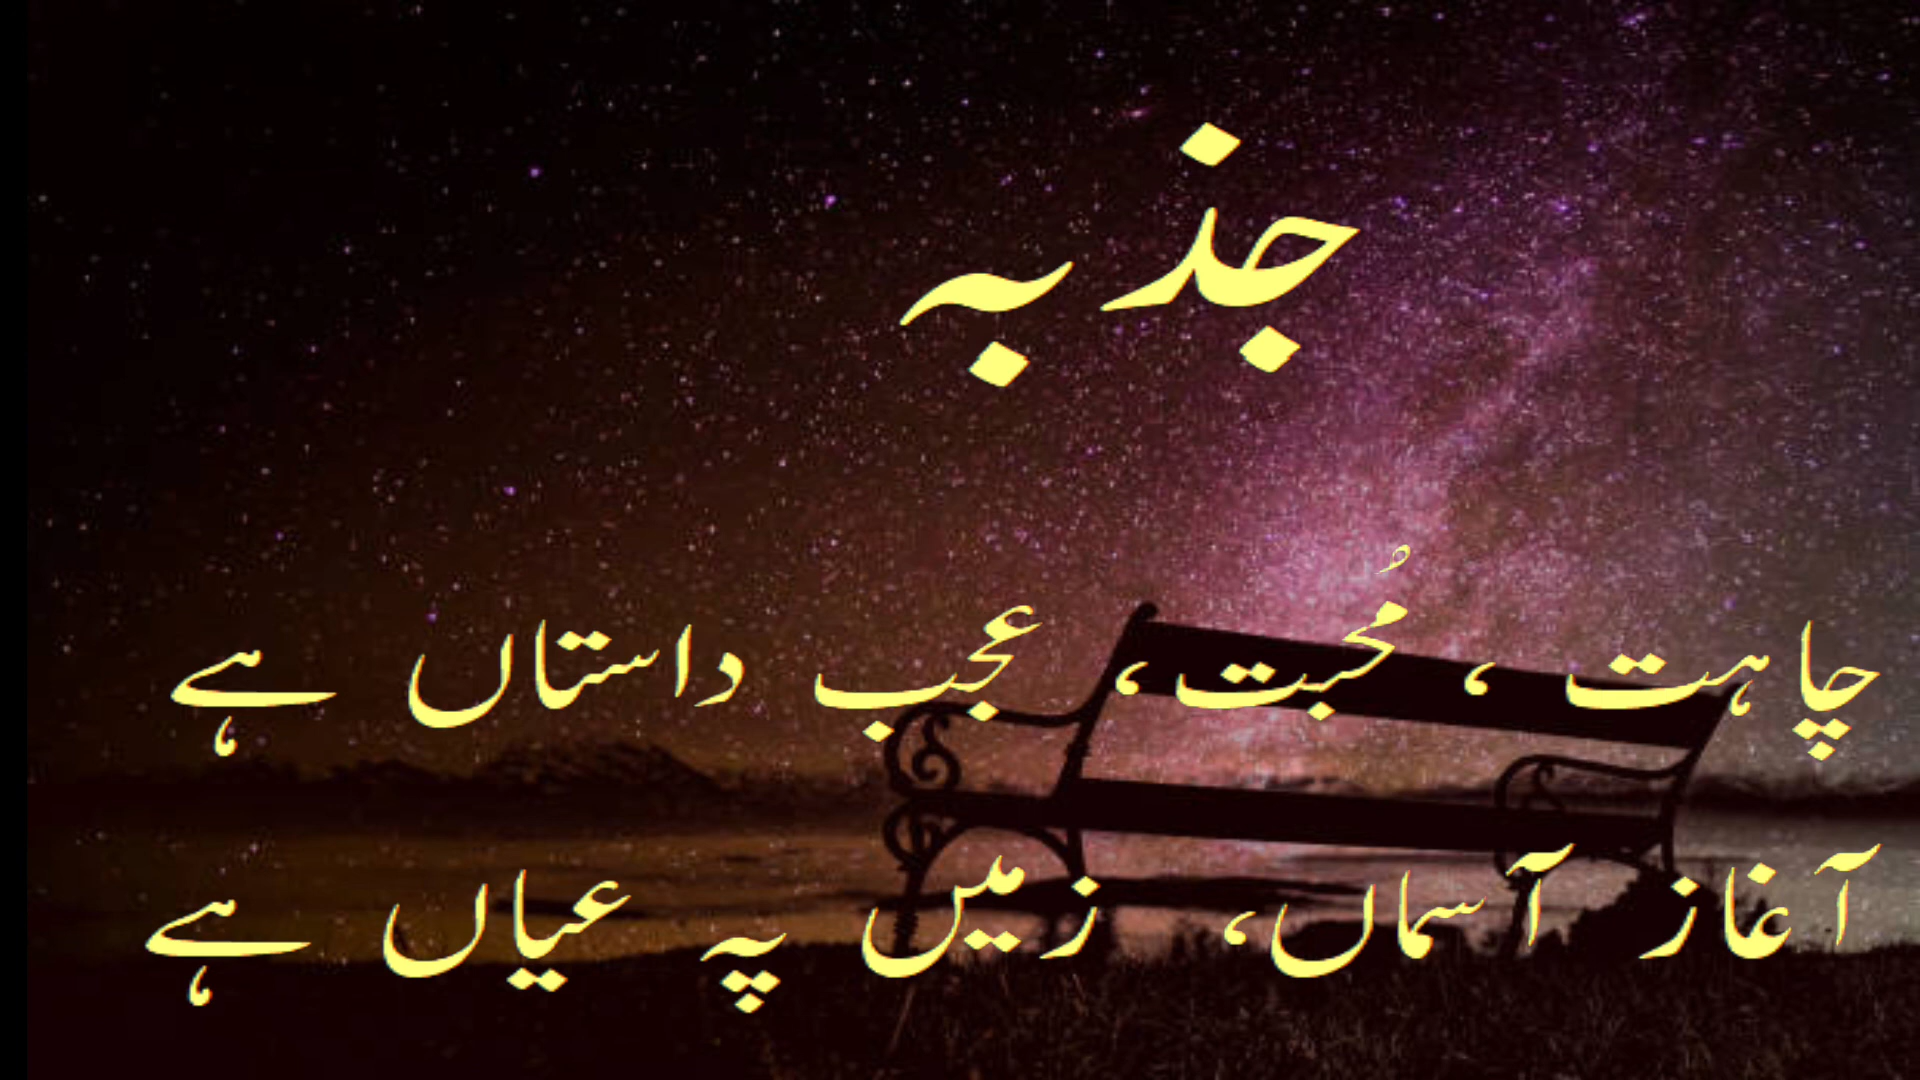 جذبہ
چاہت ، مُحبت، عجب داستاں ہے
آغاز آسماں، زمیں پہ عیاں ہے